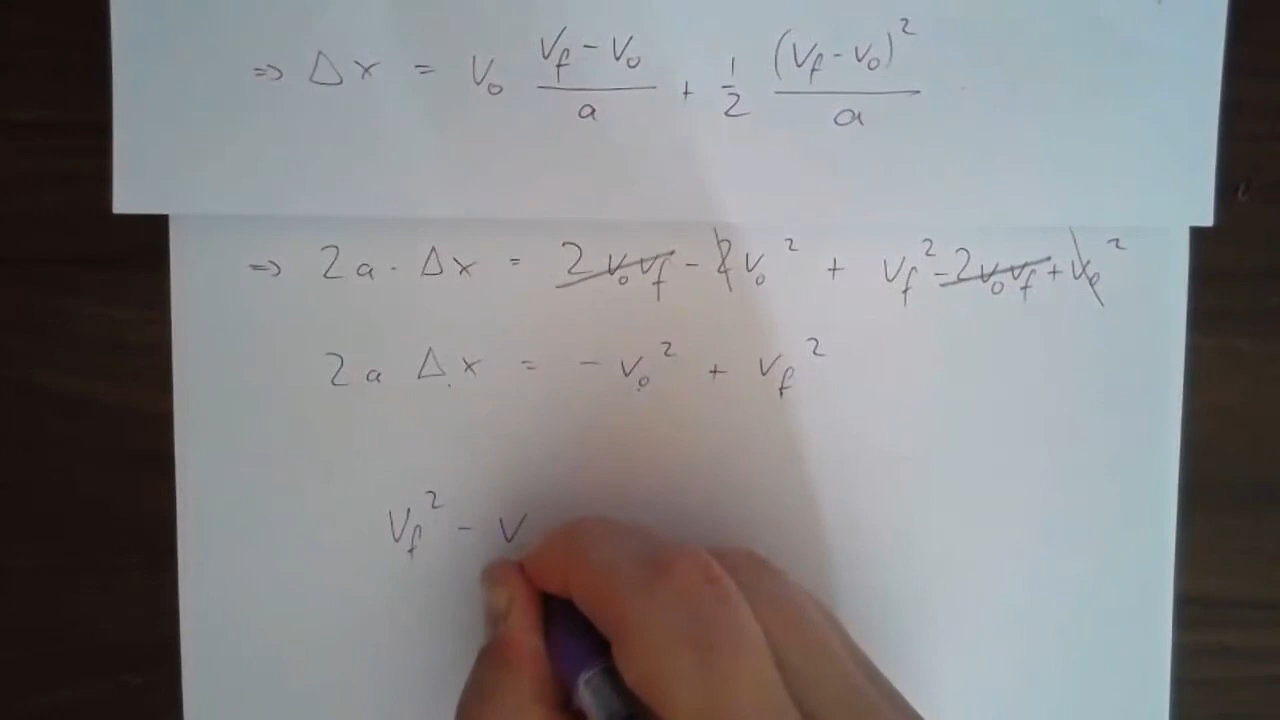 ⇒ Δx = v₀ (v_f − v₀)/a + 1/2 (v_f − v₀)²/a
⇒ 2a · Δx = 2v₀v_f − 2v₀² + v_f² − 2v₀v_f + v₀²
2a Δx = −v₀² + v_f²
v_f² − v